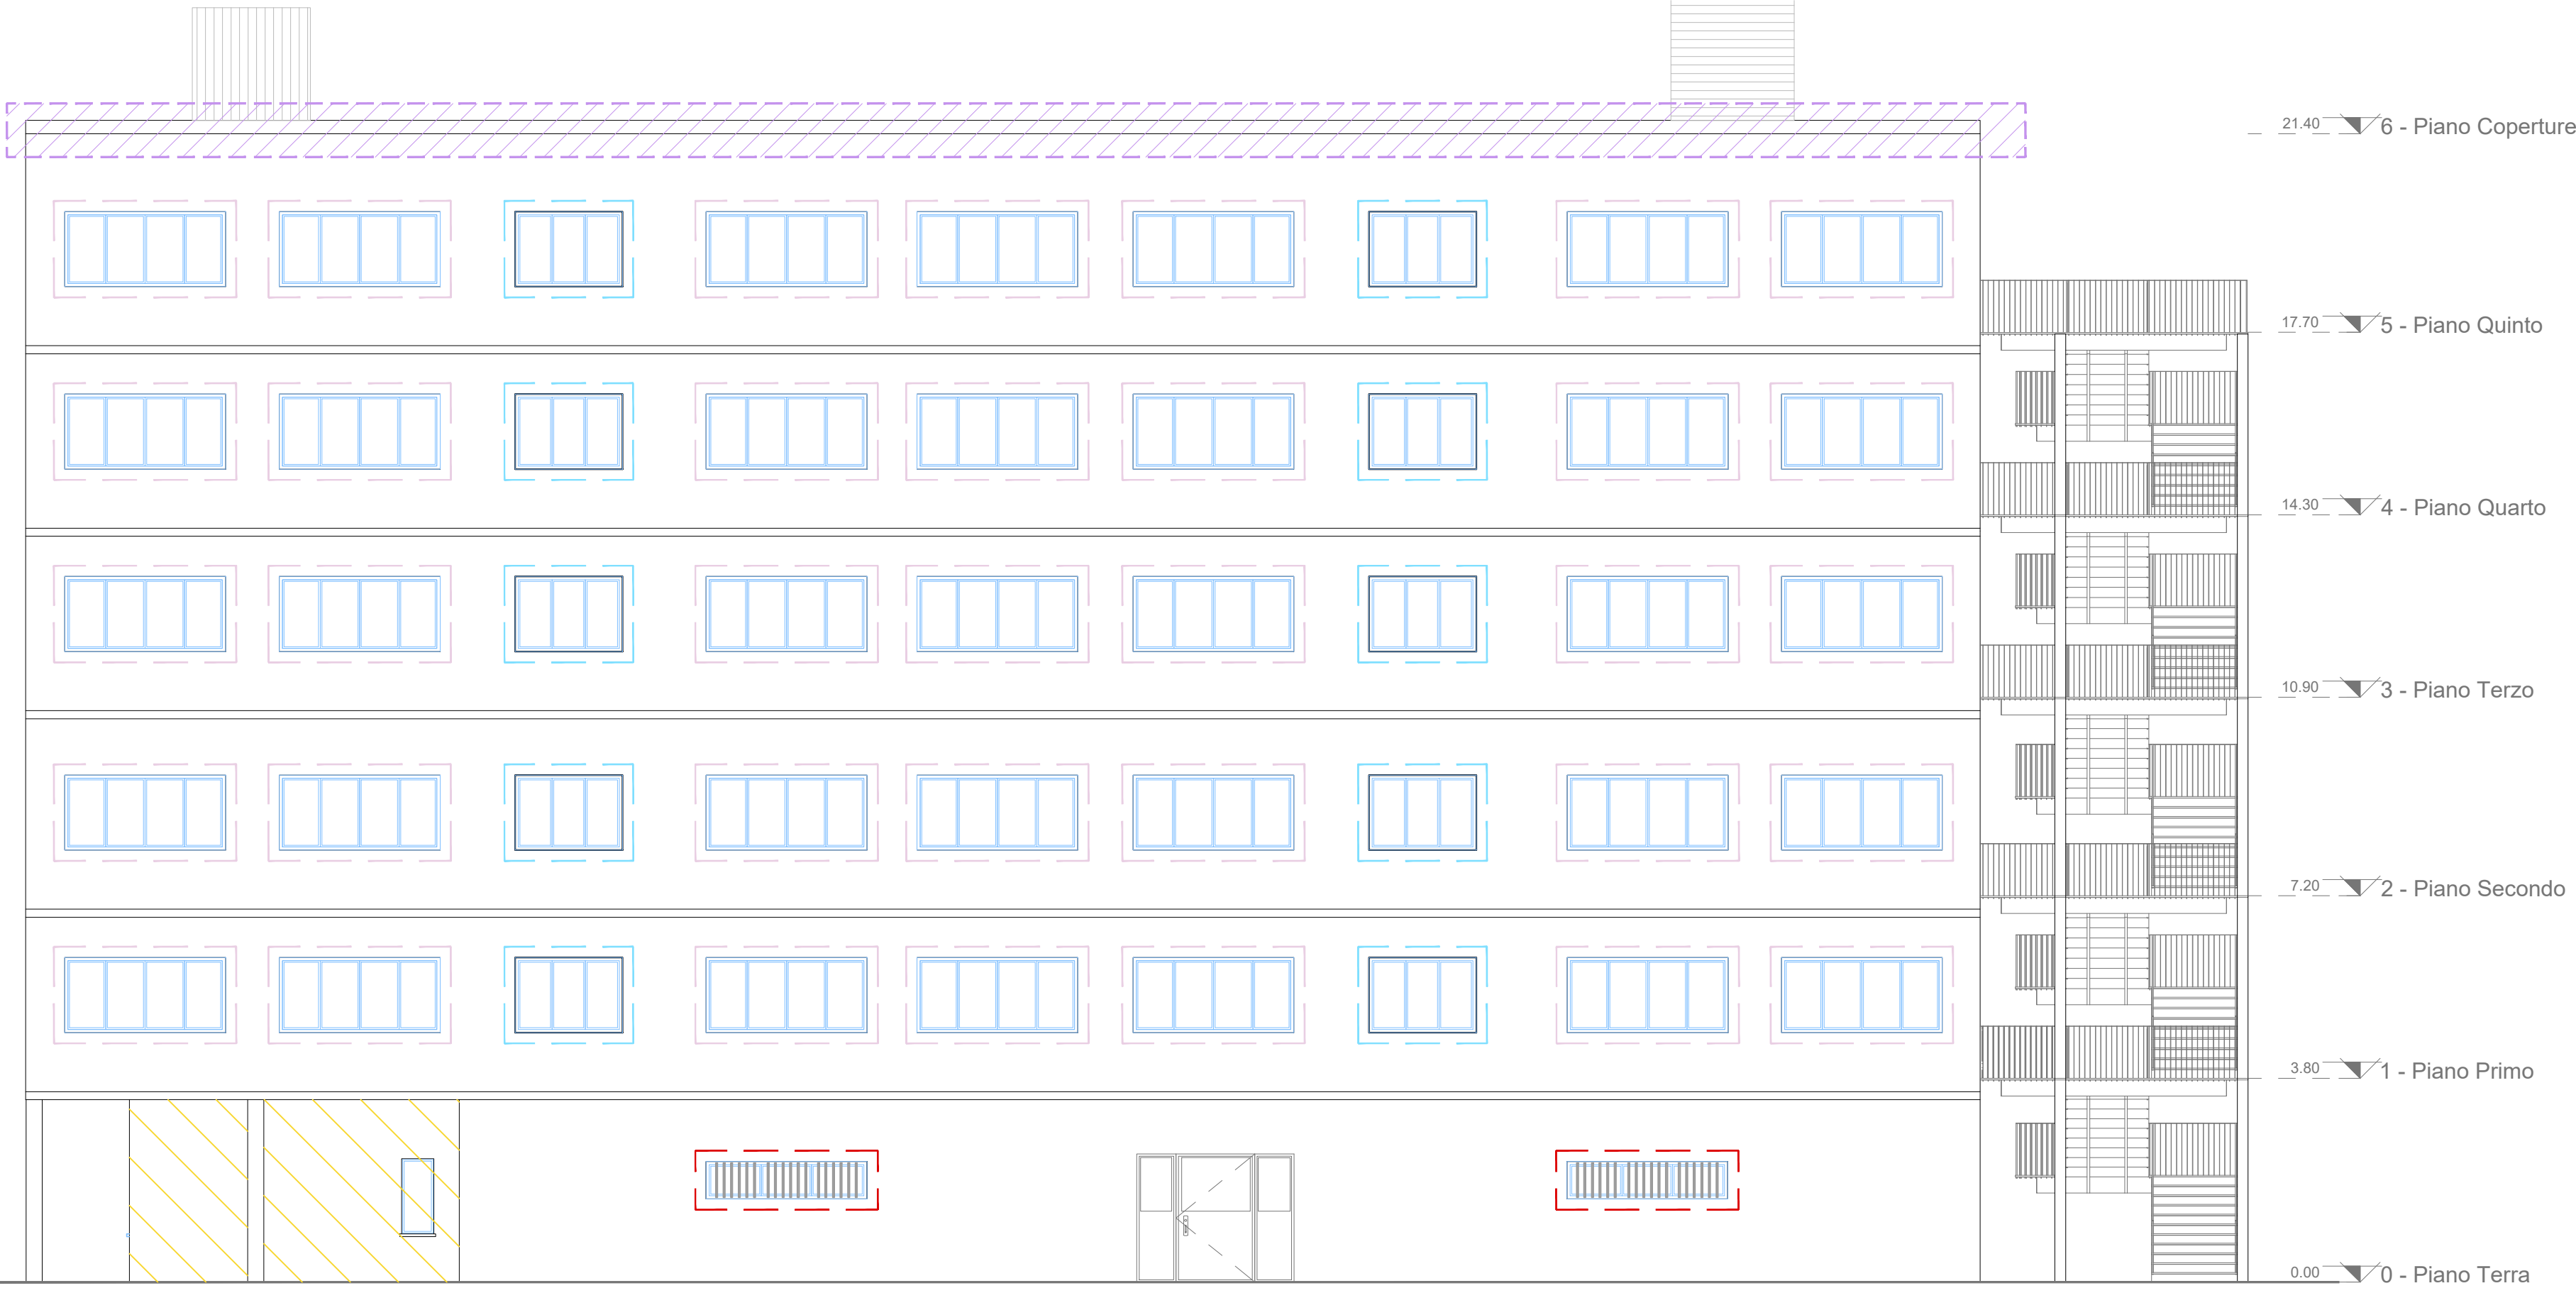 21.40 6 - Piano Coperture
17.70 5 - Piano Quinto
14.30 4 - Piano Quarto
10.90 3 - Piano Terzo
7.20 2 - Piano Secondo
3.80 1 - Piano Primo
0.00 0 - Piano Terra